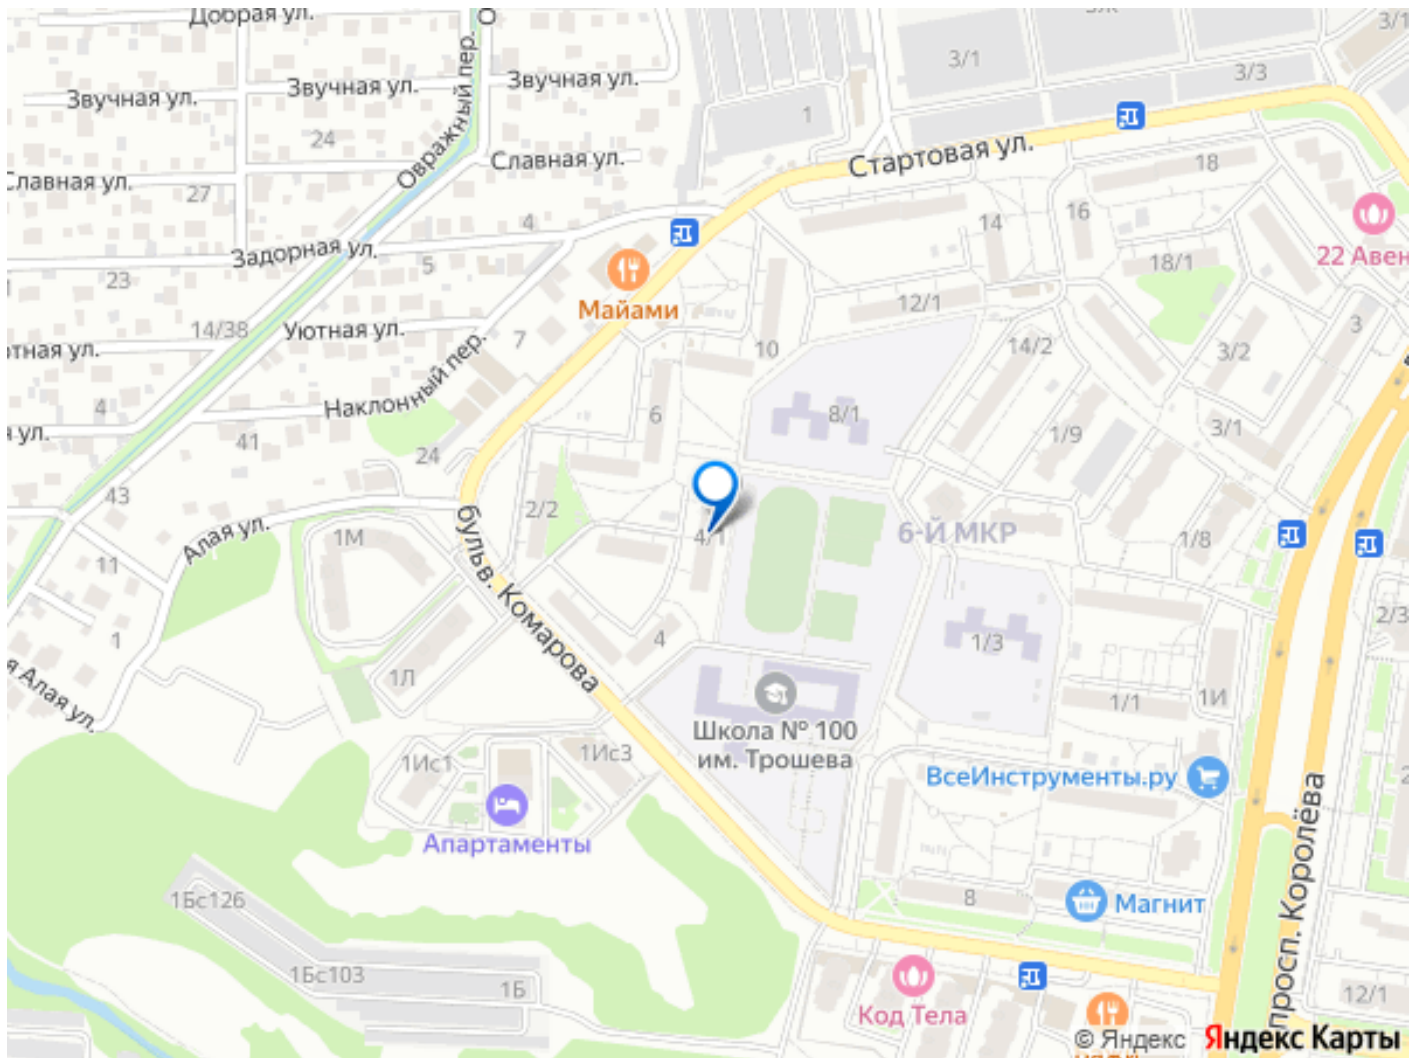 Добрая ул.
3/1
3/1
3/3
Звучная ул.
Звучная ул.
Звучная ул.
Овражный пер.
1
24
Стартовая ул.
Славная ул.
Славная ул.
18
27
4
14
16
22 Авен
Задорная ул.
5
18/1
23
Майами
12/1
14/38
Уютная ул.
7
10
14/2
3/2
3
тная ул.
Наклонный пер.
4
6
8/1
1/9
3/1
ул.
41
24
43
2/2
4/1
6-Й МКР
1/8
Алая ул.
1М
11
бульв. Комарова
1
4
1/3
2/3
я Алая ул.
1Л
1/1
1И
Школа № 100
им. Трошева
1Ис1
1Ис3
ВсеИнструменты.ру
Апартаменты
просп. Королёва
1Бс126
8
Магнит
1Бс103
1Б
Код Тела
12/1
© Яндекс Яндекс Карты